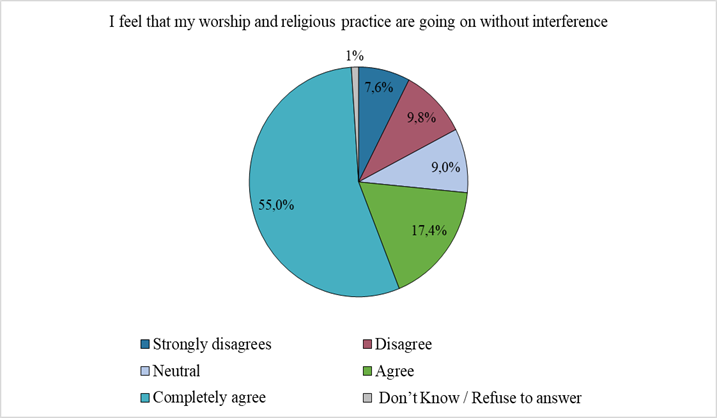 I feel that my worship and religious practice are going on without interference
1%
7,6%
9,8%
9,0%
55,0%
17,4%
Strongly disagrees Disagree
Neutral Agree
Completely agree Don’t Know / Refuse to answer